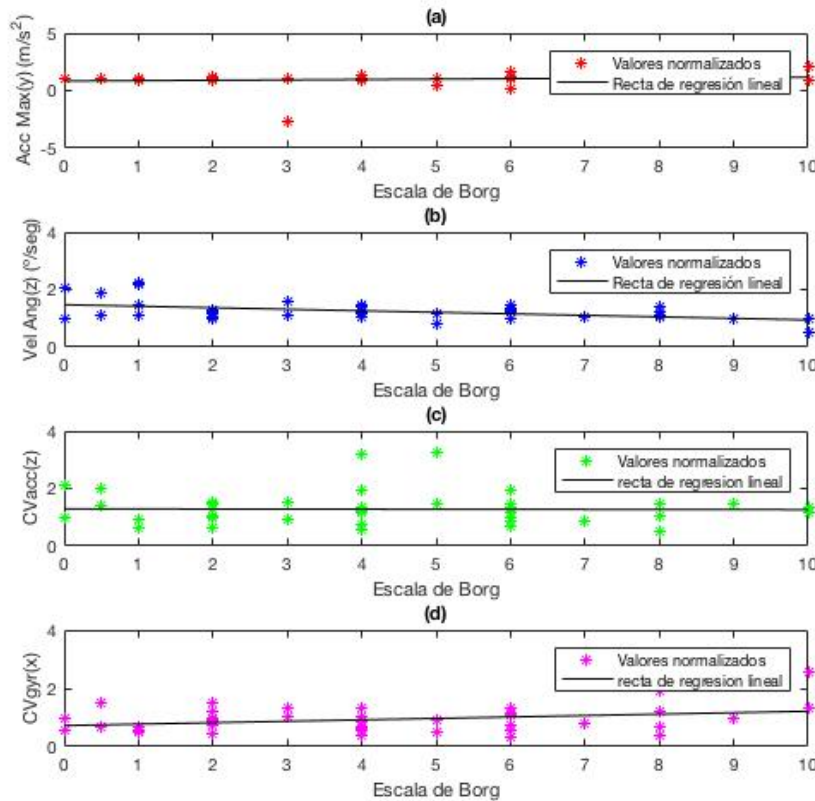 (a)
Acc Max(y) (m/s²)
5
0
-5
Valores normalizados
Recta de regresión lineal
0 1 2 3 4 5 6 7 8 9 10
Escala de Borg
(b)
Vel Ang(z) (°/seg)
4
2
0
Valores normalizados
Recta de regresión lineal
0 1 2 3 4 5 6 7 8 9 10
Escala de Borg
(c)
CVacc(z)
4
2
0
Valores normalizados
recta de regresion lineal
0 1 2 3 4 5 6 7 8 9 10
Escala de Borg
(d)
CVgyr(x)
4
2
0
Valores normalizados
recta de regresion lineal
0 1 2 3 4 5 6 7 8 9 10
Escala de Borg